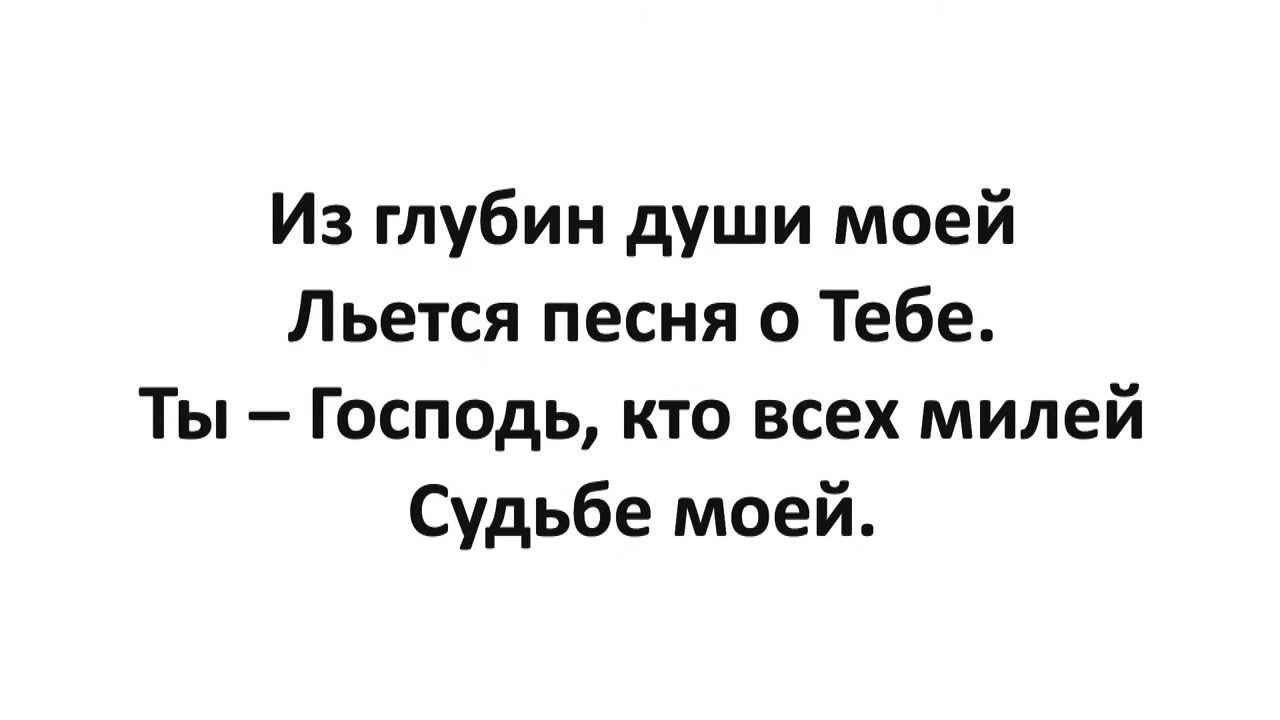 Из глубин души моей
Льется песня о Тебе.
Ты – Господь, кто всех милей
Судьбе моей.